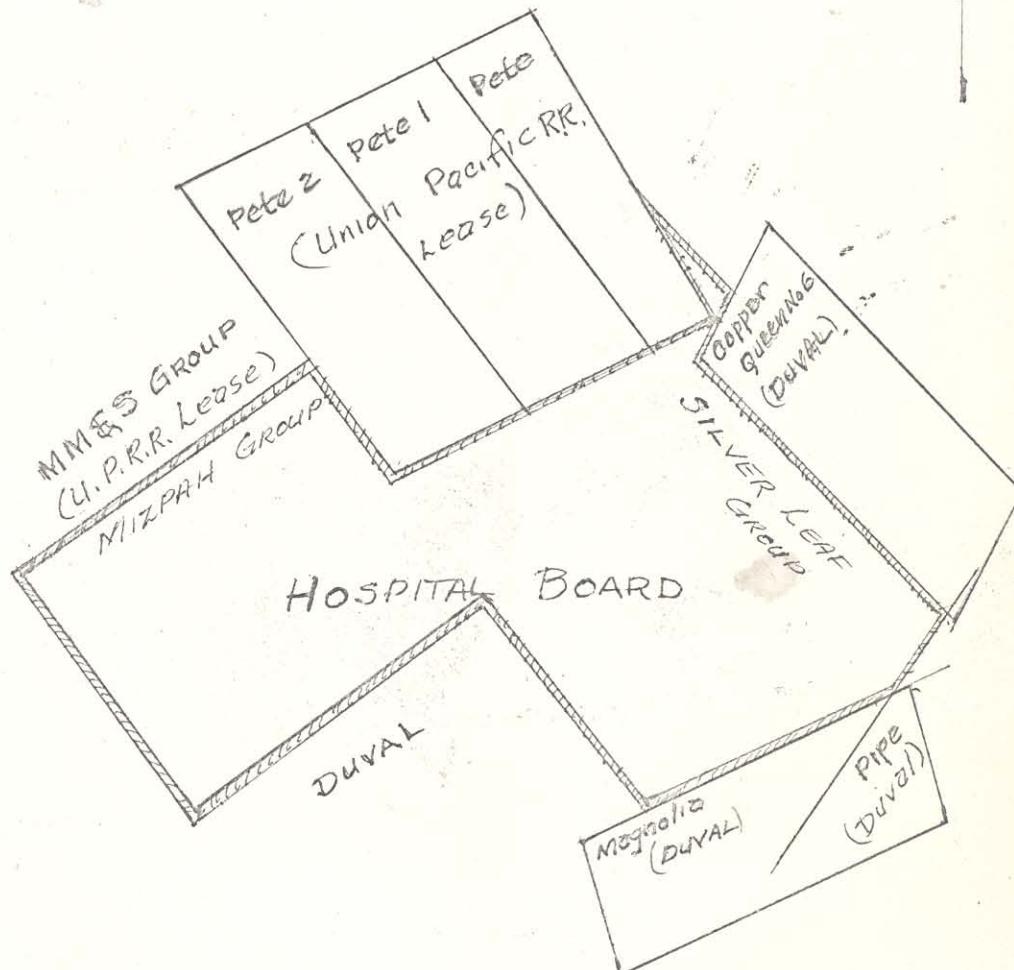 Pete
Pete 1
Pete 2
(Union Pacific R.R.
Lease)
Copper
Queen No 6
(DUVAL)
MM&S GROUP
(U.P.R.R. Lease)
MIZPAH GROUP
SILVER LEAF
GROUP
HOSPITAL BOARD
DUVAL
Magnolia
(DUVAL)
PIPE
(Duval)